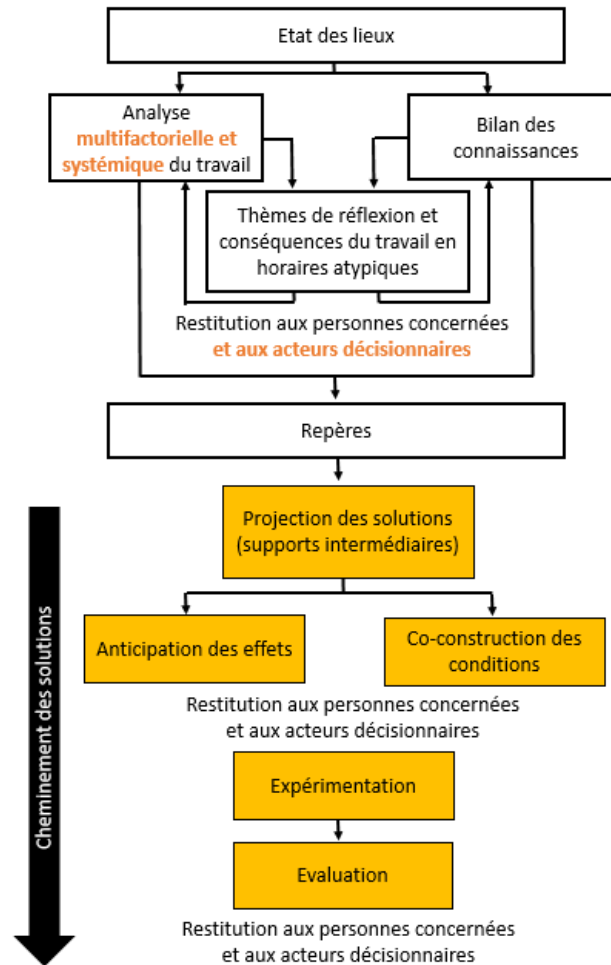 Etat des lieux
Analyse
multifactorielle et
systémique du travail
Bilan des
connaissances
Thèmes de réflexion et
conséquences du travail en
horaires atypiques
Restitution aux personnes concernées
et aux acteurs décisionnaires
Repères
Cheminement des solutions
Projection des solutions
(supports intermédiaires)
Anticipation des effets
Co-construction des
conditions
Restitution aux personnes concernées
et aux acteurs décisionnaires
Expérimentation
Evaluation
Restitution aux personnes concernées
et aux acteurs décisionnaires